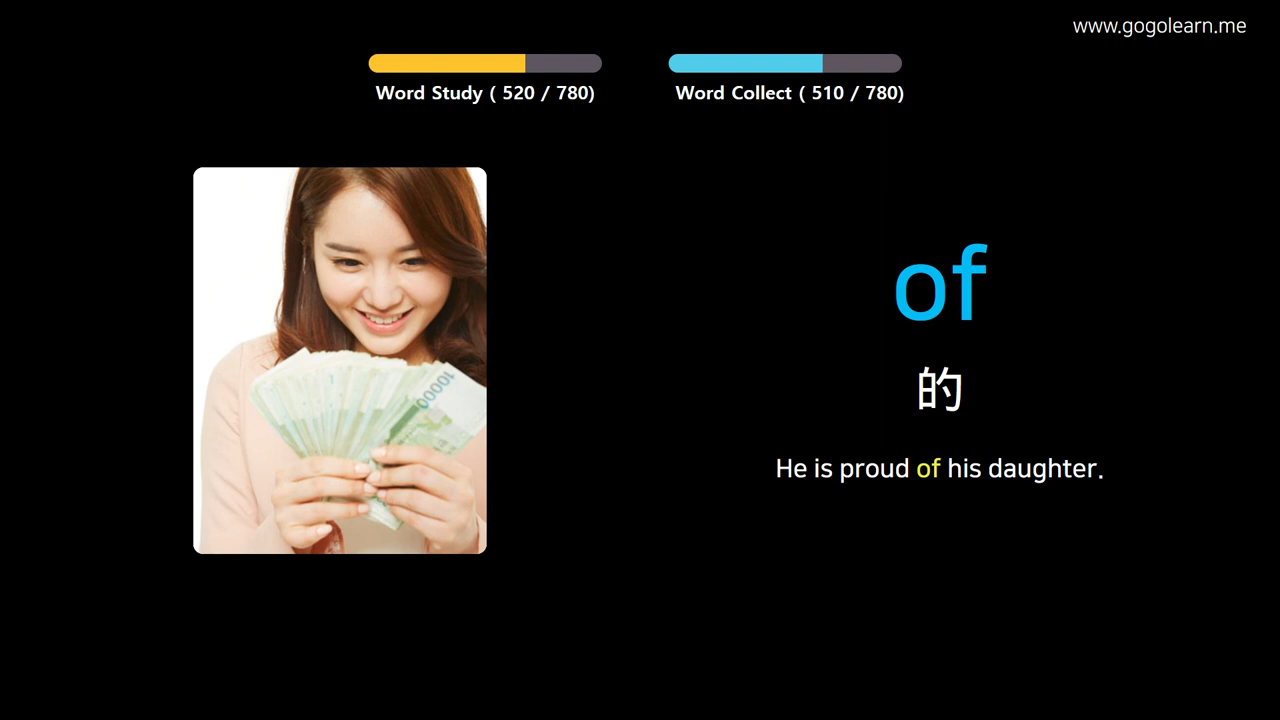 www.gogolearn.me
Word Study ( 520 / 780)
Word Collect ( 510 / 780)
of
的
He is proud of his daughter.
10000